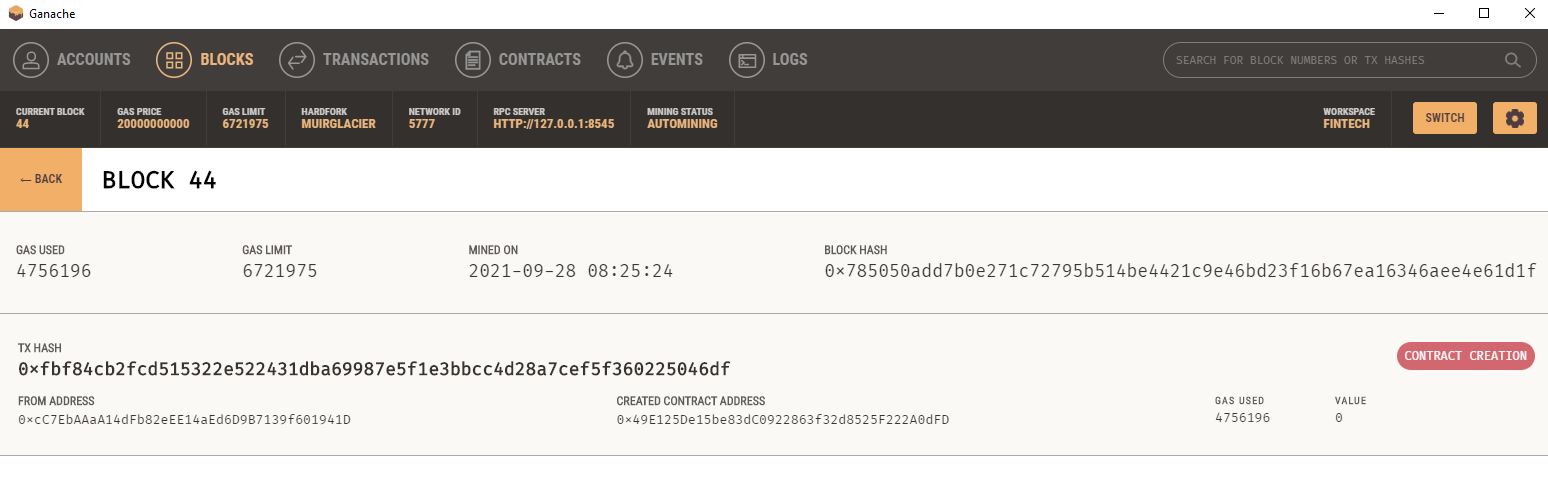 Ganache
ACCOUNTS BLOCKS TRANSACTIONS CONTRACTS EVENTS LOGS SEARCH FOR BLOCK NUMBERS OR TX HASHES
CURRENT BLOCK GAS PRICE GAS LIMIT HARDFORK NETWORK ID RPC SERVER MINING STATUS WORKSPACE
44 20000000000 6721975 MUIRGLACIER 5777 HTTP://127.0.0.1:8545 AUTOMINING FINTECH SWITCH
← BACK BLOCK 44
GAS USED GAS LIMIT MINED ON BLOCK HASH
4756196 6721975 2021-09-28 08:25:24 0×785050add7b0e271c72795b514be4421c9e46bd23f16b67ea16346aee4e61d1f
TX HASH
0×fbf84cb2fcd515322e522431dba69987e5f1e3bbcc4d28a7cef5f360225046df CONTRACT CREATION
FROM ADDRESS CREATED CONTRACT ADDRESS GAS USED VALUE
0×cC7EbAAaA14dFb82eEE14aEd6D9B7139f601941D 0×49E125De15be83dC0922863f32d8525F222A0dFD 4756196 0